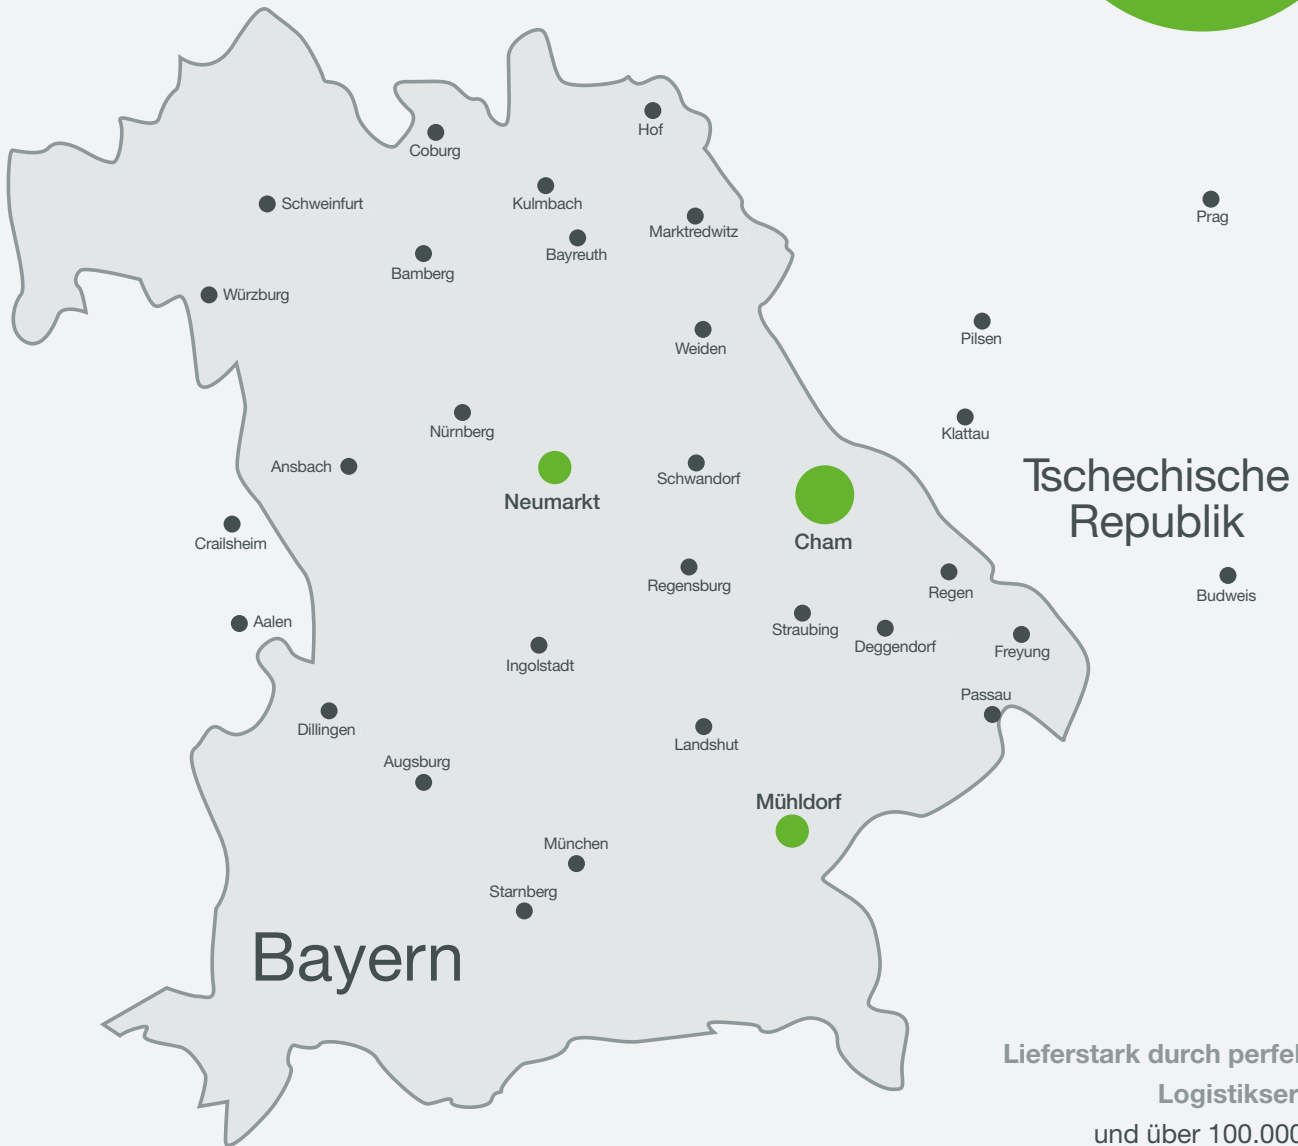 Hof
Coburg
Schweinfurt
Kulmbach
Prag
Marktredwitz
Bayreuth
Bamberg
Würzburg
Pilsen
Weiden
Nürnberg
Klattau
Ansbach
Schwandorf
Tschechische
Republik
Neumarkt
Cham
Crailsheim
Regensburg
Regen
Budweis
Aalen
Straubing
Deggendorf
Freyung
Ingolstadt
Passau
Dillingen
Landshut
Augsburg
Mühldorf
München
Starnberg
Bayern
Lieferstark durch perfe
Logistikser
und über 100.000